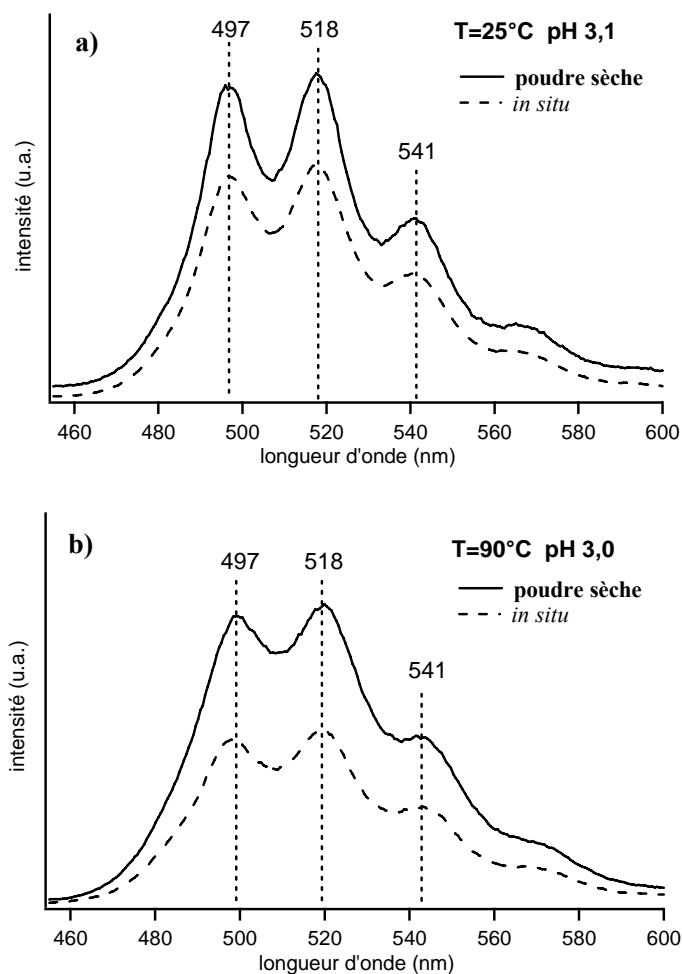 a)
497
518
T=25°C pH 3,1
poudre sèche
in situ
541
intensité (u.a.)
460 480 500 520 540 560 580 600
longueur d'onde (nm)
b)
497
518
T=90°C pH 3,0
poudre sèche
in situ
541
intensité (u.a.)
460 480 500 520 540 560 580 600
longueur d'onde (nm)